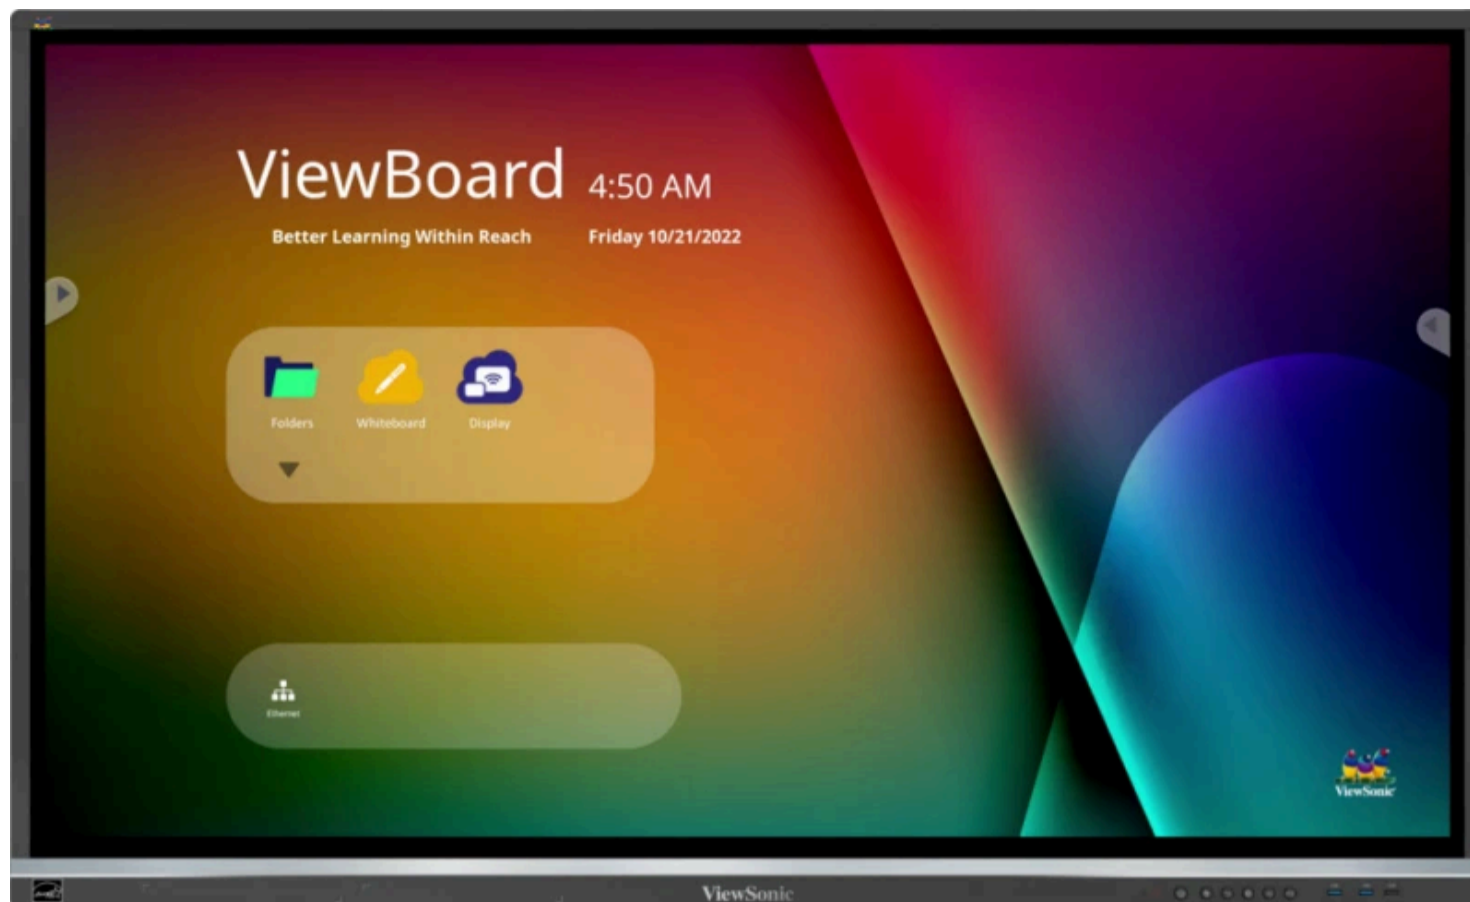 ViewBoard 4:50 AM
Better Learning Within Reach Friday 10/21/2022
Folders Whiteboard Display
Ethernet
ViewSonic
ViewSonic